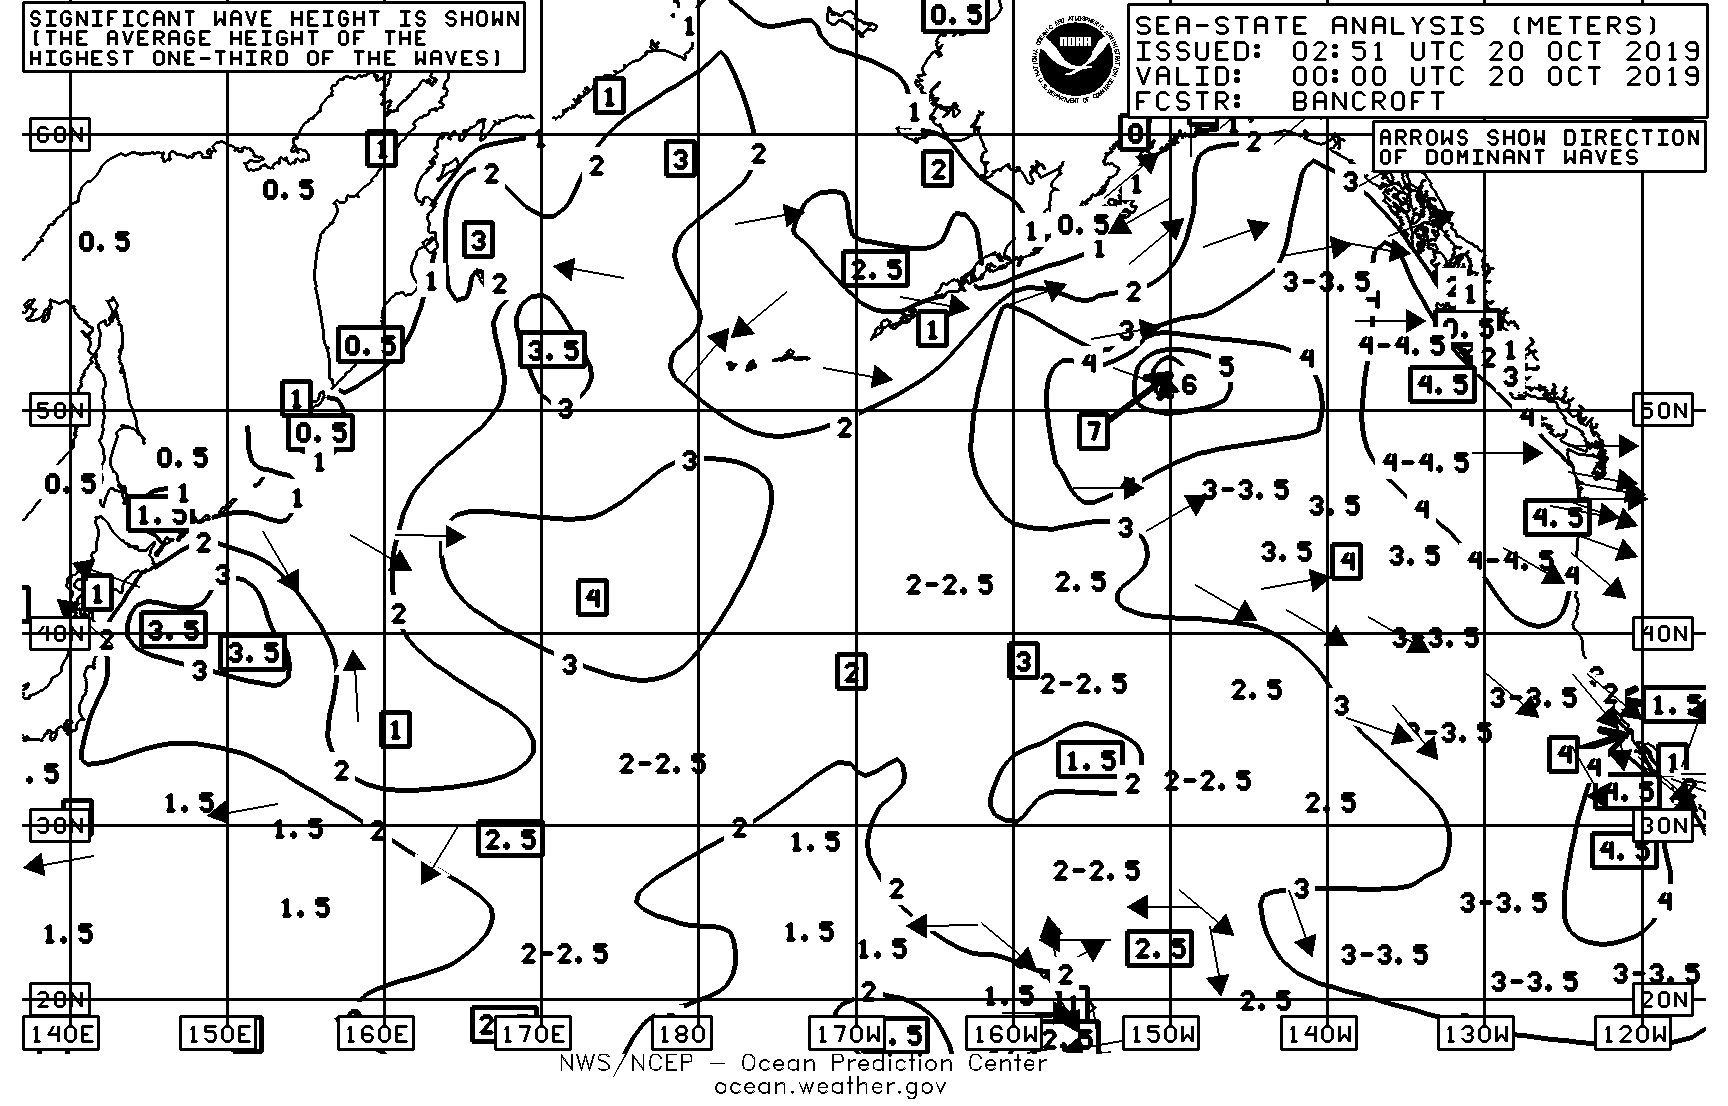 SIGNIFICANT WAVE HEIGHT IS SHOWN
(THE AVERAGE HEIGHT OF THE
HIGHEST ONE-THIRD OF THE WAVES)
0.5
NOAA
SEA-STATE ANALYSIS (METERS)
ISSUED: 02:51 UTC 20 OCT 2019
VALID: 00:00 UTC 20 OCT 2019
FCSTR: BANCROFT
ARROWS SHOW DIRECTION
OF DOMINANT WAVES
1
1
1
60N 1 1 0 1 2
2 2 3 2 2 3
0.5 1
0.5 3 1 0.5 1
1 2 2.5 2 3-3.5 2 1
0.5 3.5 1 3 4-4.5 0.5 2 1
4 5 4 3
1 6 4.5
50N 3 4 50N
0.5 1 2 7
0.5 0.5 3 4-4.5
1 1 3-3.5
1.5 3 3 3.5 4 4.5
2 3.5 4 3.5 4-4.5
1 3 4 2-2.5 2.5 4
2
40N 2 3.5 3-3.5 40N
3 3.5 3 2 3 2-2.5 2.5 3-3.5 2
1 3 3-3.5 1.5
2 2-2.5 1.5 4 4 1
.5 2 2-2.5
1.5 2.5 4.5
30N 1.5 2 2.5 2 1.5 30N
2-2.5 4.5
1.5 2 3 3-3.5 4
1.5 2-2.5 1.5 1.5 2.5 3-3.5
2 3-3.5 3-3.5
20N 2 1.5 2.5 20N
140E 150E 160E 2 170E 180 170W .5 160W 2.5 150W 140W 130W 120W
NWS/NCEP – Ocean Prediction Center
ocean.weather.gov